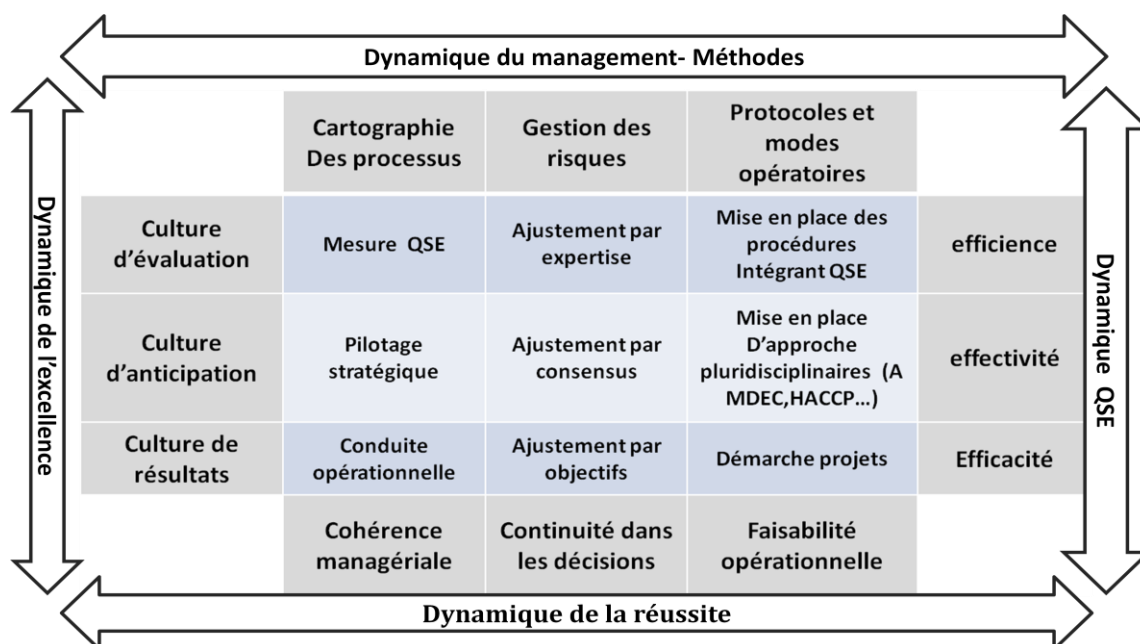 Dynamique du management- Méthodes
Cartographie
Des processus
Gestion des
risques
Protocoles et
modes
opératoires
Culture
d'évaluation
Mesure QSE
Ajustement par
expertise
Mise en place des
procédures
Intégrant QSE
efficience
Culture
d'anticipation
Pilotage
stratégique
Ajustement par
consensus
Mise en place
D'approche
pluridisciplinaires (A
MDEC,HACCP...)
effectivité
Culture de
résultats
Conduite
opérationnelle
Ajustement par
objectifs
Démarche projets
Efficacité
Cohérence
managériale
Continuité dans
les décisions
Faisabilité
opérationnelle
Dynamique de l'excellence
Dynamique QSE
Dynamique de la réussite